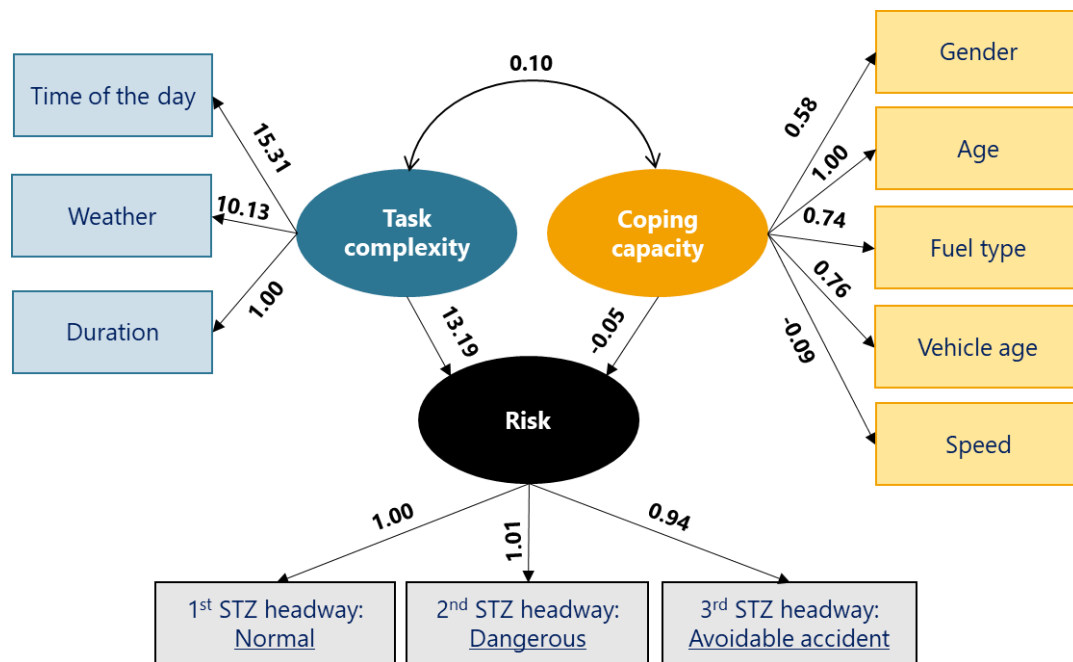 0.10
Time of the day
Weather
Duration
15.31
10.13
1.00
Task
complexity
Coping
capacity
0.58
1.00
0.74
0.76
-0.09
Gender
Age
Fuel type
Vehicle age
Speed
13.19
-0.05
Risk
1.00
1.01
0.94
1st STZ headway:
Normal
2nd STZ headway:
Dangerous
3rd STZ headway:
Avoidable accident